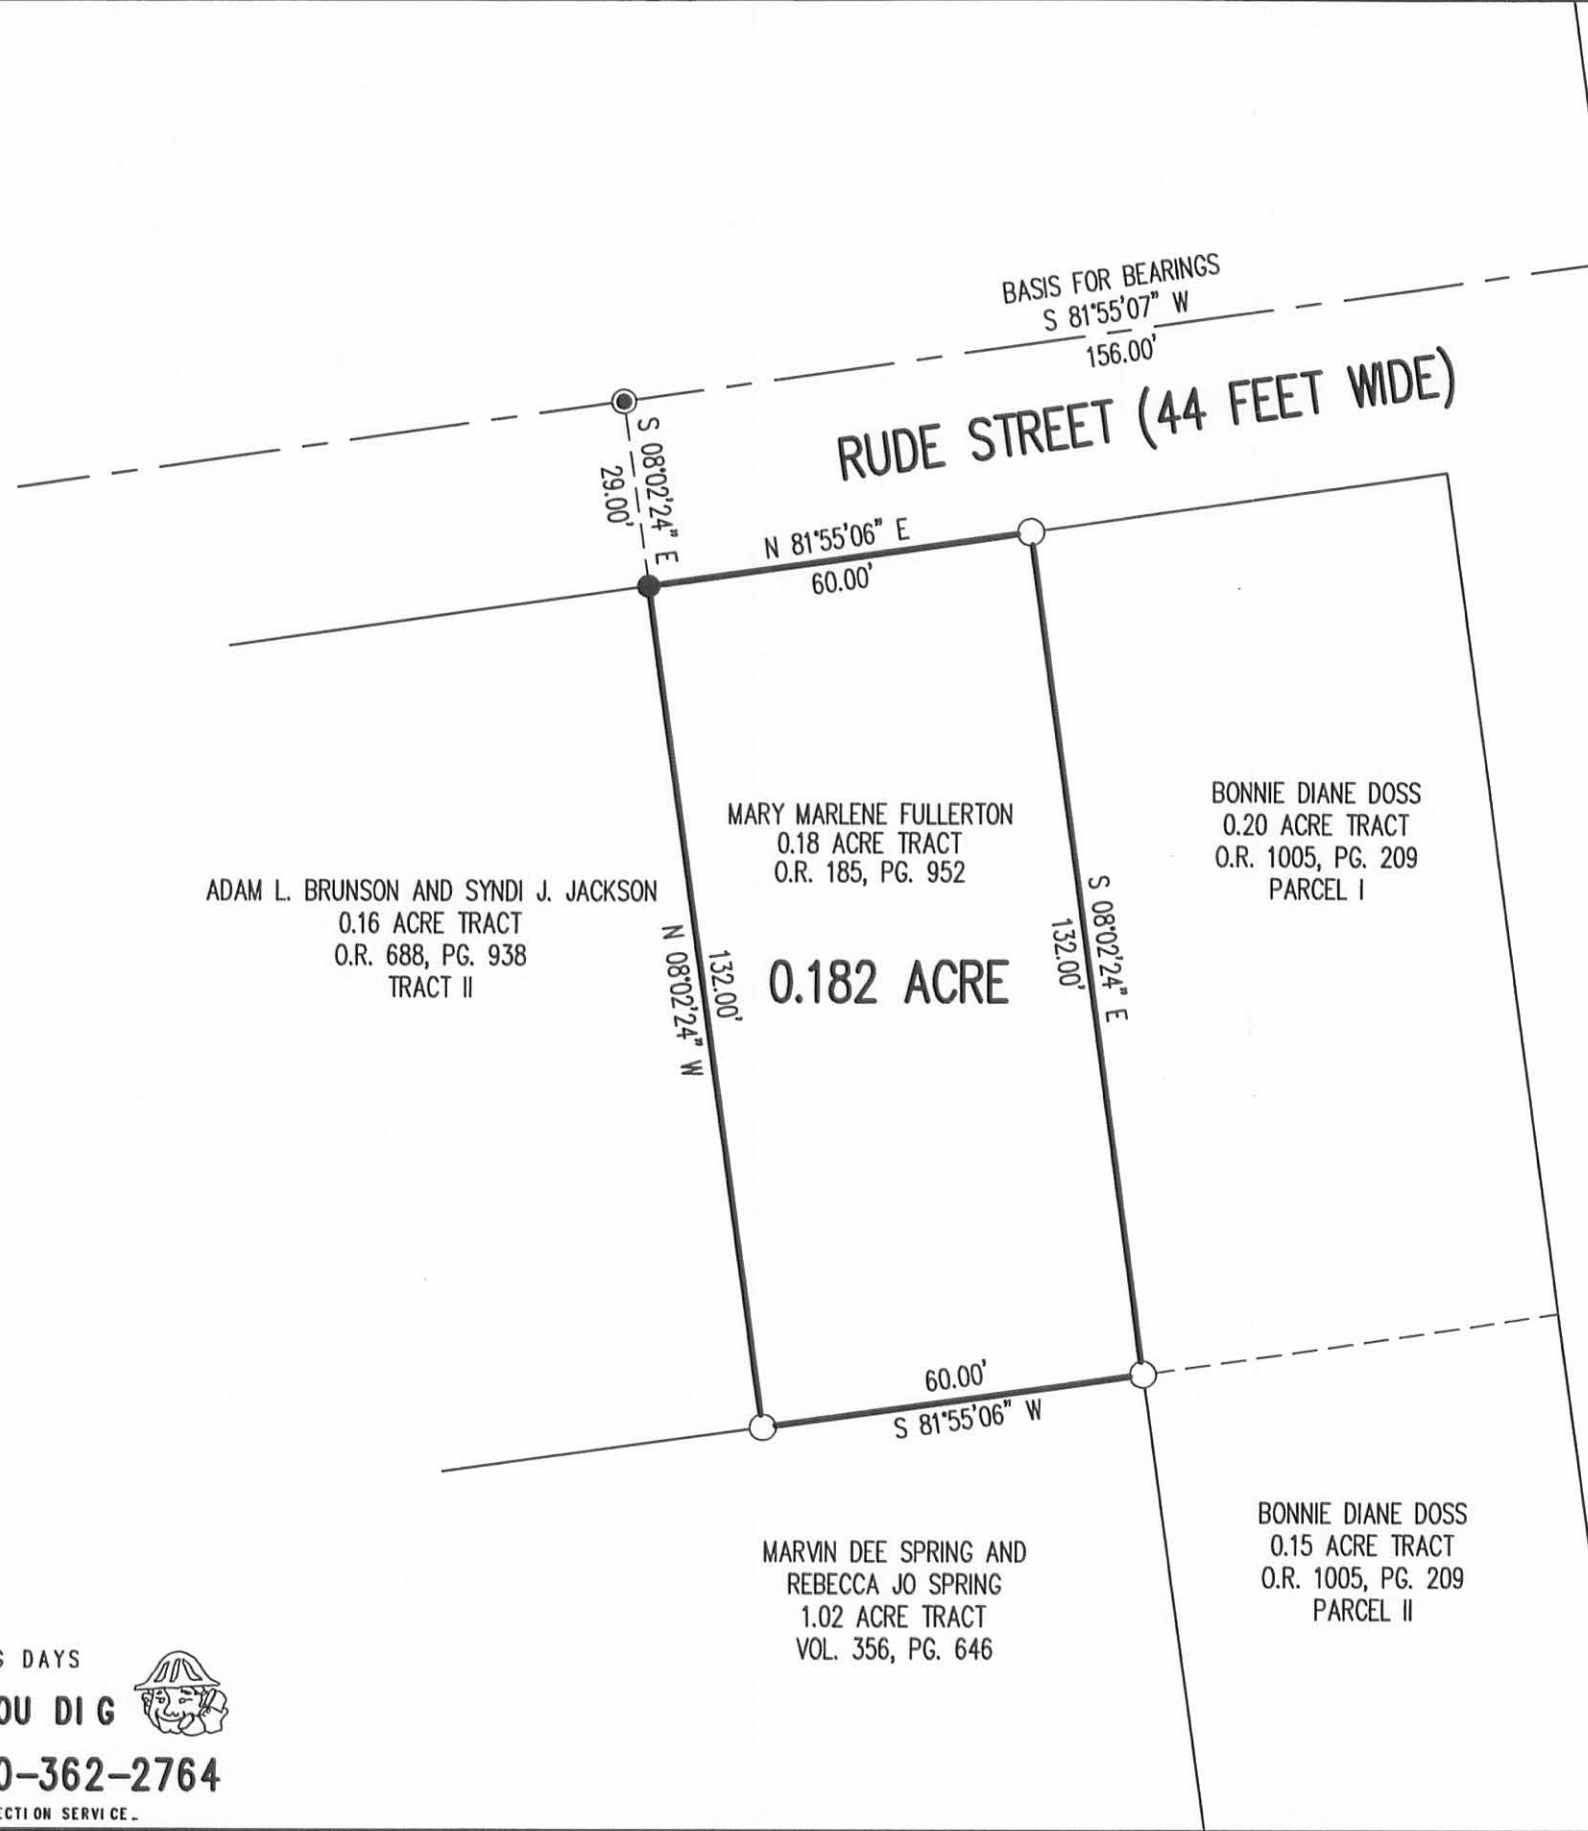 BASIS FOR BEARINGS
S 81°55'07" W
156.00'
RUDE STREET (44 FEET WIDE)
S 08°02'24" E
29.00'
N 81°55'06" E
60.00'
MARY MARLENE FULLERTON
0.18 ACRE TRACT
O.R. 185, PG. 952
BONNIE DIANE DOSS
0.20 ACRE TRACT
O.R. 1005, PG. 209
PARCEL I
ADAM L. BRUNSON AND SYNDI J. JACKSON
0.16 ACRE TRACT
O.R. 688, PG. 938
TRACT II
N 08°02'24" W
132.00'
0.182 ACRE
132.00'
S 08°02'24" E
60.00'
S 81°55'06" W
MARVIN DEE SPRING AND
REBECCA JO SPRING
1.02 ACRE TRACT
VOL. 356, PG. 646
BONNIE DIANE DOSS
0.15 ACRE TRACT
O.R. 1005, PG. 209
PARCEL II
S DAYS
OU DIG
0-362-2764
ECTION SERVICE.